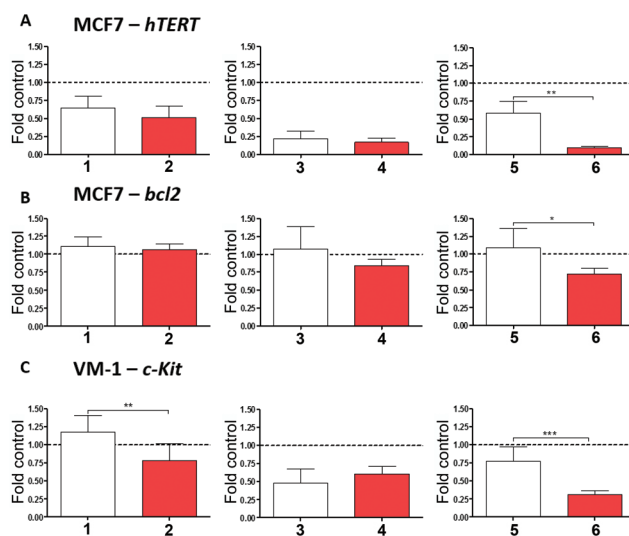 A MCF7 – hTERT
Fold control 1.50 1.25 1.00 0.75 0.50 0.25 0.00 1 2
Fold control 1.50 1.25 1.00 0.75 0.50 0.25 0.00 3 4
Fold control 1.50 1.25 1.00 0.75 0.50 0.25 0.00 ** 5 6
B MCF7 – bcl2
Fold control 1.50 1.25 1.00 0.75 0.50 0.25 0.00 1 2
Fold control 1.50 1.25 1.00 0.75 0.50 0.25 0.00 3 4
Fold control 1.50 1.25 1.00 0.75 0.50 0.25 0.00 * 5 6
C VM-1 – c-Kit
Fold control 1.50 1.25 1.00 0.75 0.50 0.25 0.00 ** 1 2
Fold control 1.50 1.25 1.00 0.75 0.50 0.25 0.00 3 4
Fold control 1.50 1.25 1.00 0.75 0.50 0.25 0.00 *** 5 6